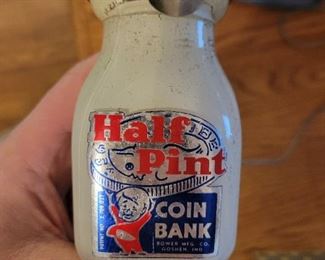 Half
Pint
COIN
BANK
BOWER MFG. CO.
GOSHEN, IND